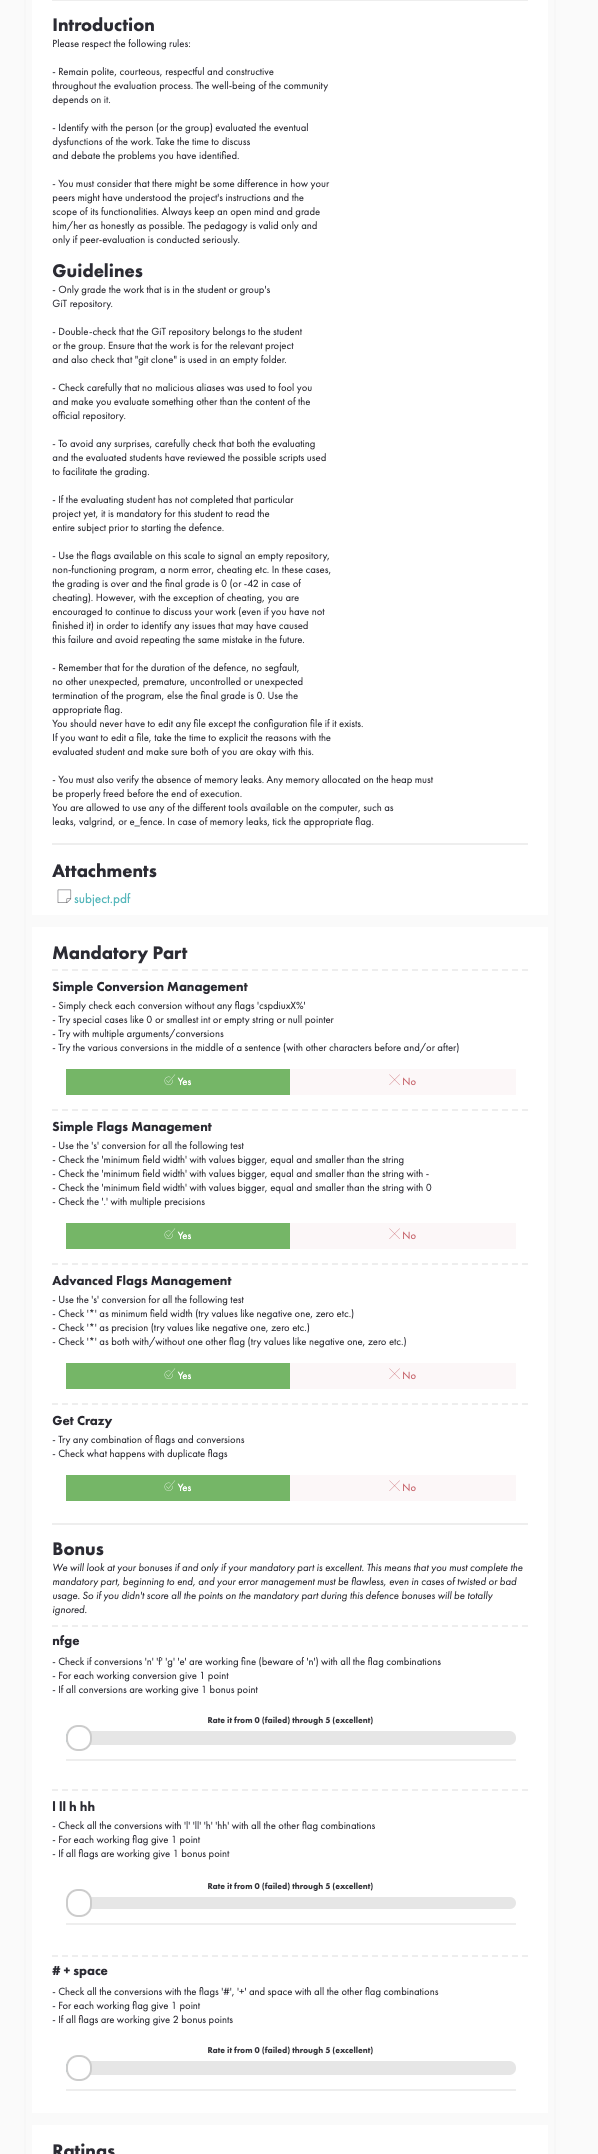 Introduction
Please respect the following rules:
- Remain polite, courteous, respectful and constructive
throughout the evaluation process. The well-being of the community
depends on it.
- Identify with the person (or the group) evaluated the eventual
dysfunctions of the work. Take the time to discuss
and debate the problems you have identified.
- You must consider that there might be some difference in how your
peers might have understood the project's instructions and the
scope of its functionalities. Always keep an open mind and grade
him/her as honestly as possible. The pedagogy is valid only and
only if peer-evaluation is conducted seriously.
Guidelines
- Only grade the work that is in the student or group's
GiT repository.
- Double-check that the GiT repository belongs to the student
or the group. Ensure that the work is for the relevant project
and also check that "git clone" is used in an empty folder.
- Check carefully that no malicious aliases was used to fool you
and make you evaluate something other than the content of the
official repository.
- To avoid any surprises, carefully check that both the evaluating
and the evaluated students have reviewed the possible scripts used
to facilitate the grading.
- If the evaluating student has not completed that particular
project yet, it is mandatory for this student to read the
entire subject prior to starting the defence.
- Use the flags available on this scale to signal an empty repository,
non-functioning program, a norm error, cheating etc. In these cases,
the grading is over and the final grade is 0 (or -42 in case of
cheating). However, with the exception of cheating, you are
encouraged to continue to discuss your work (even if you have not
finished it) in order to identify any issues that may have caused
this failure and avoid repeating the same mistake in the future.
- Remember that for the duration of the defence, no segfault,
no other unexpected, premature, uncontrolled or unexpected
termination of the program, else the final grade is 0. Use the
appropriate flag.
You should never have to edit any file except the configuration file if it exists.
If you want to edit a file, take the time to explicit the reasons with the
evaluated student and make sure both of you are okay with this.
- You must also verify the absence of memory leaks. Any memory allocated on the heap must
be properly freed before the end of execution.
You are allowed to use any of the different tools available on the computer, such as
leaks, valgrind, or e_fence. In case of memory leaks, tick the appropriate flag.
Attachments
subject.pdf
Mandatory Part
Simple Conversion Management
- Simply check each conversion without any flags 'cspdiuxX%'
- Try special cases like 0 or smallest int or empty string or null pointer
- Try with multiple arguments/conversions
- Try the various conversions in the middle of a sentence (with other characters before and/or after)
Yes No
Simple Flags Management
- Use the 's' conversion for all the following test
- Check the 'minimum field width' with values bigger, equal and smaller than the string
- Check the 'minimum field width' with values bigger, equal and smaller than the string with -
- Check the 'minimum field width' with values bigger, equal and smaller than the string with 0
- Check the '.' with multiple precisions
Yes No
Advanced Flags Management
- Use the 's' conversion for all the following test
- Check '*' as minimum field width (try values like negative one, zero etc.)
- Check '*' as precision (try values like negative one, zero etc.)
- Check '*' as both with/without one other flag (try values like negative one, zero etc.)
Yes No
Get Crazy
- Try any combination of flags and conversions
- Check what happens with duplicate flags
Yes No
Bonus
We will look at your bonuses if and only if your mandatory part is excellent. This means that you must complete the
mandatory part, beginning to end, and your error management must be flawless, even in cases of twisted or bad
usage. So if you didn't score all the points on the mandatory part during this defence bonuses will be totally
ignored.
nfge
- Check if conversions 'n' 'f' 'g' 'e' are working fine (beware of 'n') with all the flag combinations
- For each working conversion give 1 point
- If all conversions are working give 1 bonus point
Rate it from 0 (failed) through 5 (excellent)
l ll h hh
- Check all the conversions with 'l' 'll' 'h' 'hh' with all the other flag combinations
- For each working flag give 1 point
- If all flags are working give 1 bonus point
Rate it from 0 (failed) through 5 (excellent)
# + space
- Check all the conversions with the flags '#', '+' and space with all the other flag combinations
- For each working flag give 1 point
- If all flags are working give 2 bonus points
Rate it from 0 (failed) through 5 (excellent)
Ratings